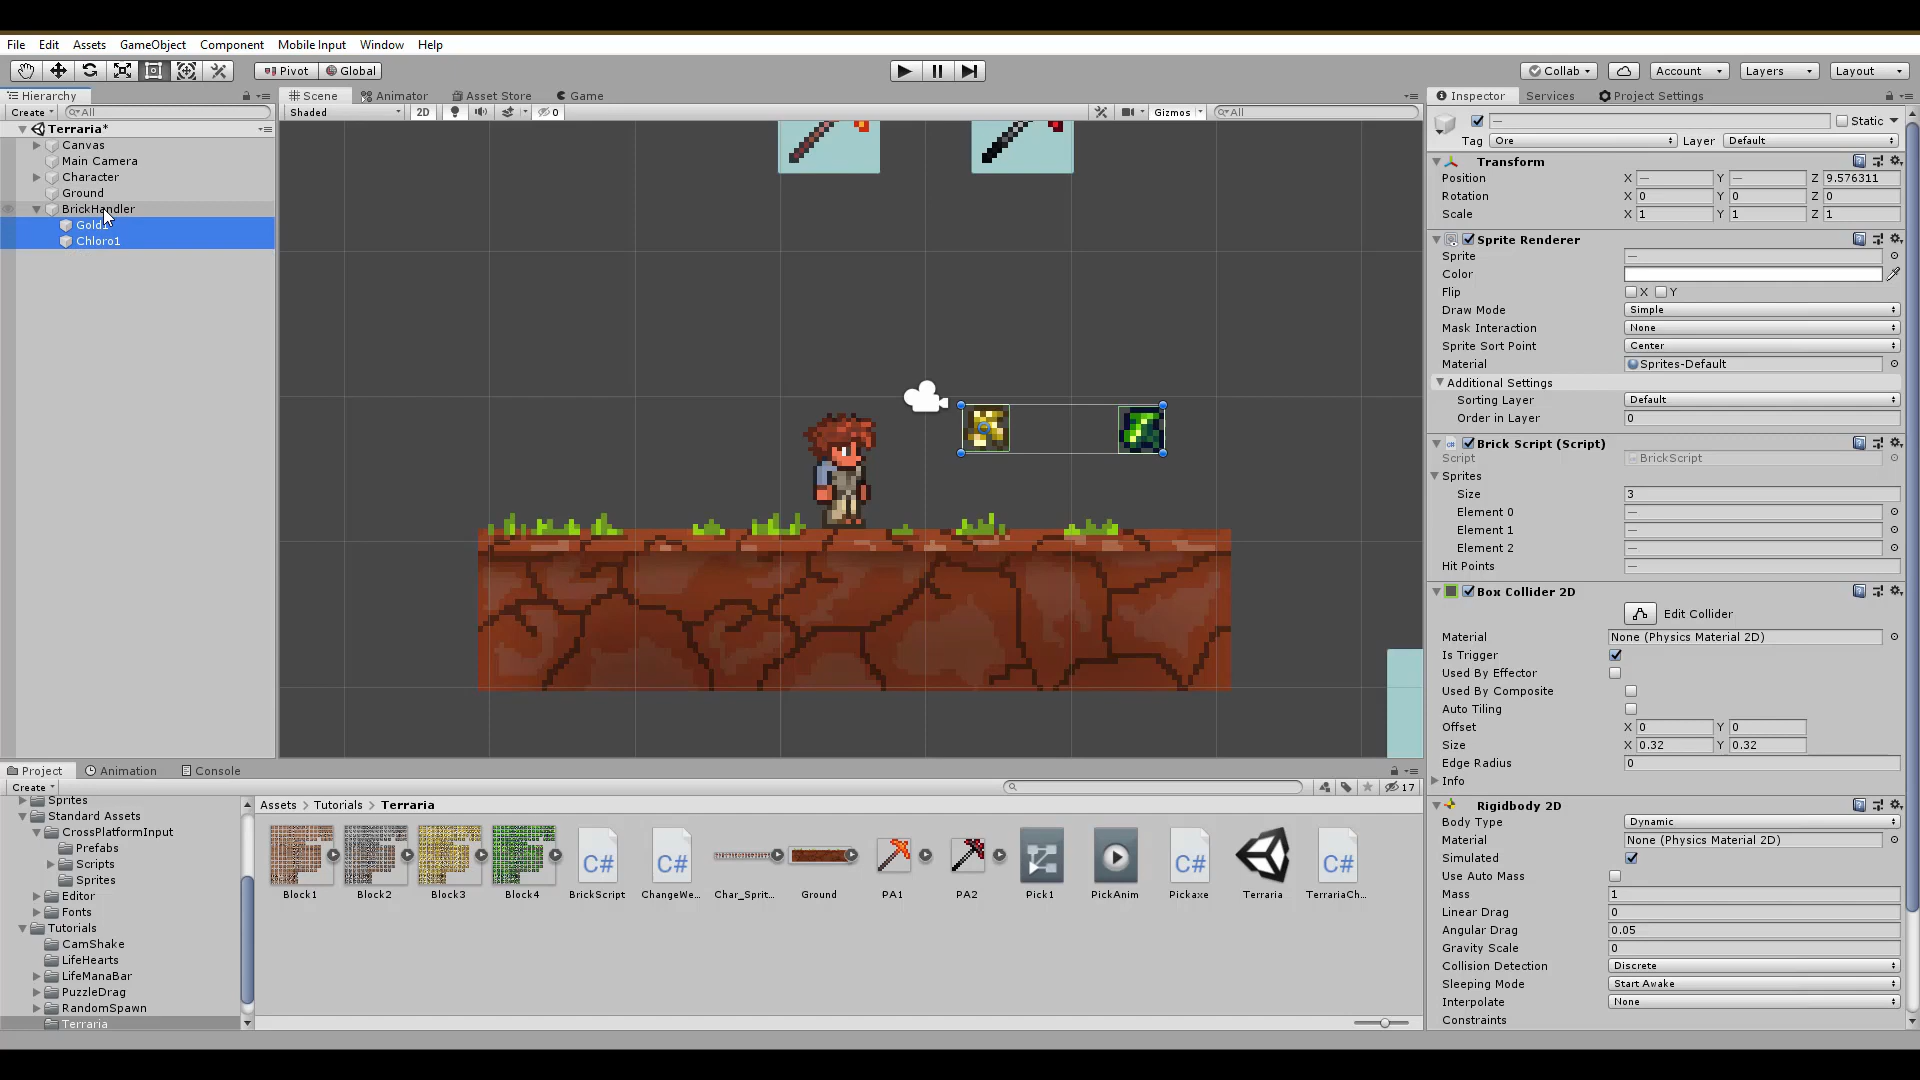 File Edit Assets GameObject Component Mobile Input Window Help
Pivot Global Collab Account Layers Layout
Hierarchy
Create All
Terraria*
Canvas
Main Camera
Character
Ground
BrickHandler
Gold1
Chloro1
Scene Animator Asset Store Game
Shaded 2D 0 Gizmos All
Inspector Services Project Settings
Static
Tag Ore Layer Default
Transform
Position X — Y — Z 9.576311
Rotation X 0 Y 0 Z 0
Scale X 1 Y 1 Z 1
Sprite Renderer
Sprite —
Color
Flip X Y
Draw Mode Simple
Mask Interaction None
Sprite Sort Point Center
Material Sprites-Default
Additional Settings
Sorting Layer Default
Order in Layer 0
Brick Script (Script)
Script BrickScript
Sprites
Size 3
Element 0 —
Element 1 —
Element 2 —
Hit Points —
Box Collider 2D
Edit Collider
Material None (Physics Material 2D)
Is Trigger
Used By Effector
Used By Composite
Auto Tiling
Offset X 0 Y 0
Size X 0.32 Y 0.32
Edge Radius 0
Info
Rigidbody 2D
Body Type Dynamic
Material None (Physics Material 2D)
Simulated
Use Auto Mass
Mass 1
Linear Drag 0
Angular Drag 0.05
Gravity Scale 0
Collision Detection Discrete
Sleeping Mode Start Awake
Interpolate None
Constraints
Project Animation Console
Create 17
Sprites
Standard Assets
CrossPlatformInput
Prefabs
Scripts
Sprites
Editor
Fonts
Tutorials
CamShake
LifeHearts
LifeManaBar
PuzzleDrag
RandomSpawn
Terraria
Assets Tutorials Terraria
C# C# C# C#
Block1 Block2 Block3 Block4 BrickScript ChangeWe... Char_Sprit... Ground PA1 PA2 Pick1 PickAnim Pickaxe Terraria TerrariaCh...